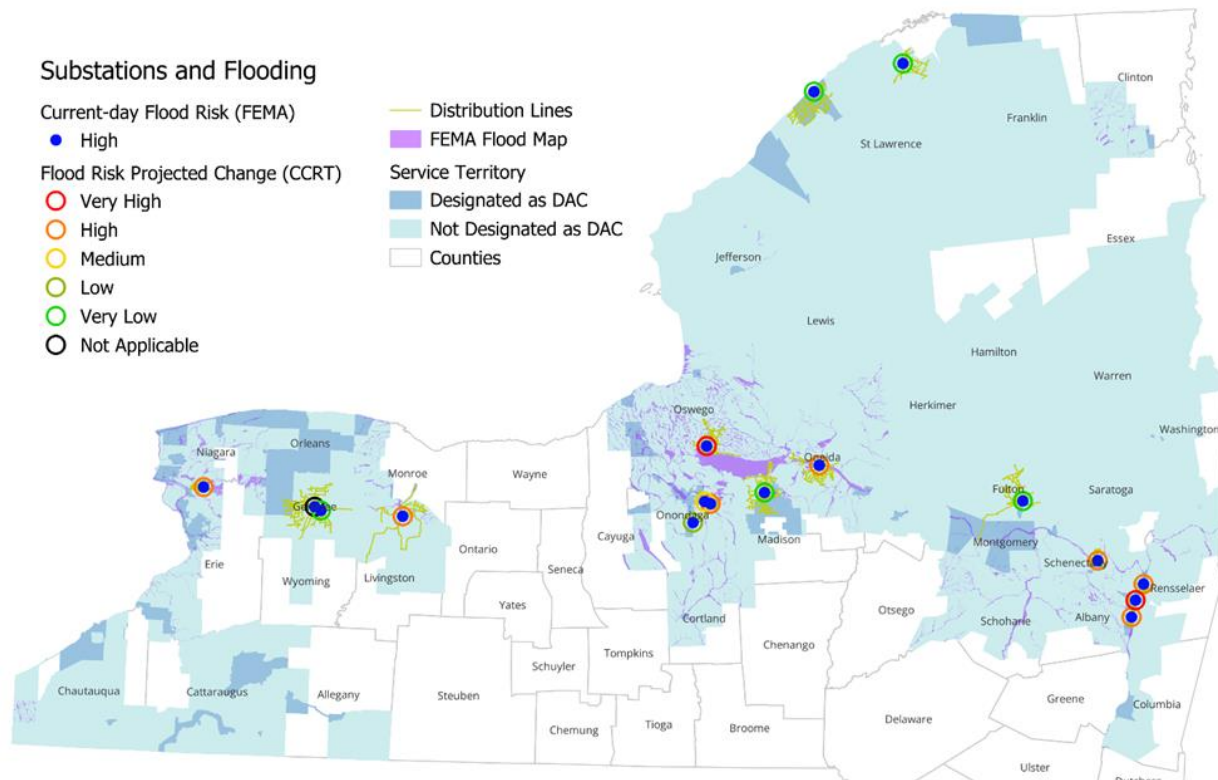 Substations and Flooding
Current-day Flood Risk (FEMA)
High
Flood Risk Projected Change (CCRT)
Very High
High
Medium
Low
Very Low
Not Applicable
Distribution Lines
FEMA Flood Map
Service Territory
Designated as DAC
Not Designated as DAC
Counties
Clinton
Franklin
St Lawrence
Essex
Jefferson
Lewis
Hamilton
Warren
Herkimer
Washington
Oswego
Oneida
Orleans
Niagara
Monroe
Wayne
Fulton
Saratoga
Onondaga
Cayuga
Madison
Montgomery
Ontario
Seneca
Erie
Wyoming
Livingston
Schenectady
Rensselaer
Yates
Otsego
Schoharie
Albany
Cortland
Chenango
Tompkins
Schuyler
Chautauqua
Cattaraugus
Allegany
Steuben
Greene
Columbia
Delaware
Chemung
Tioga
Broome
Ulster